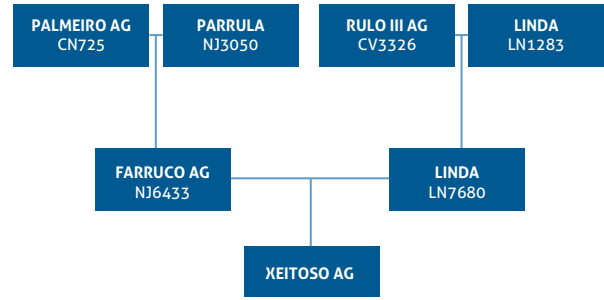 PALMEIRO AG
CN725
PARRULA
NJ3050
RULO III AG
CV3326
LINDA
LN1283
FARRUCO AG
NJ6433
LINDA
LN7680
XEITOSO AG